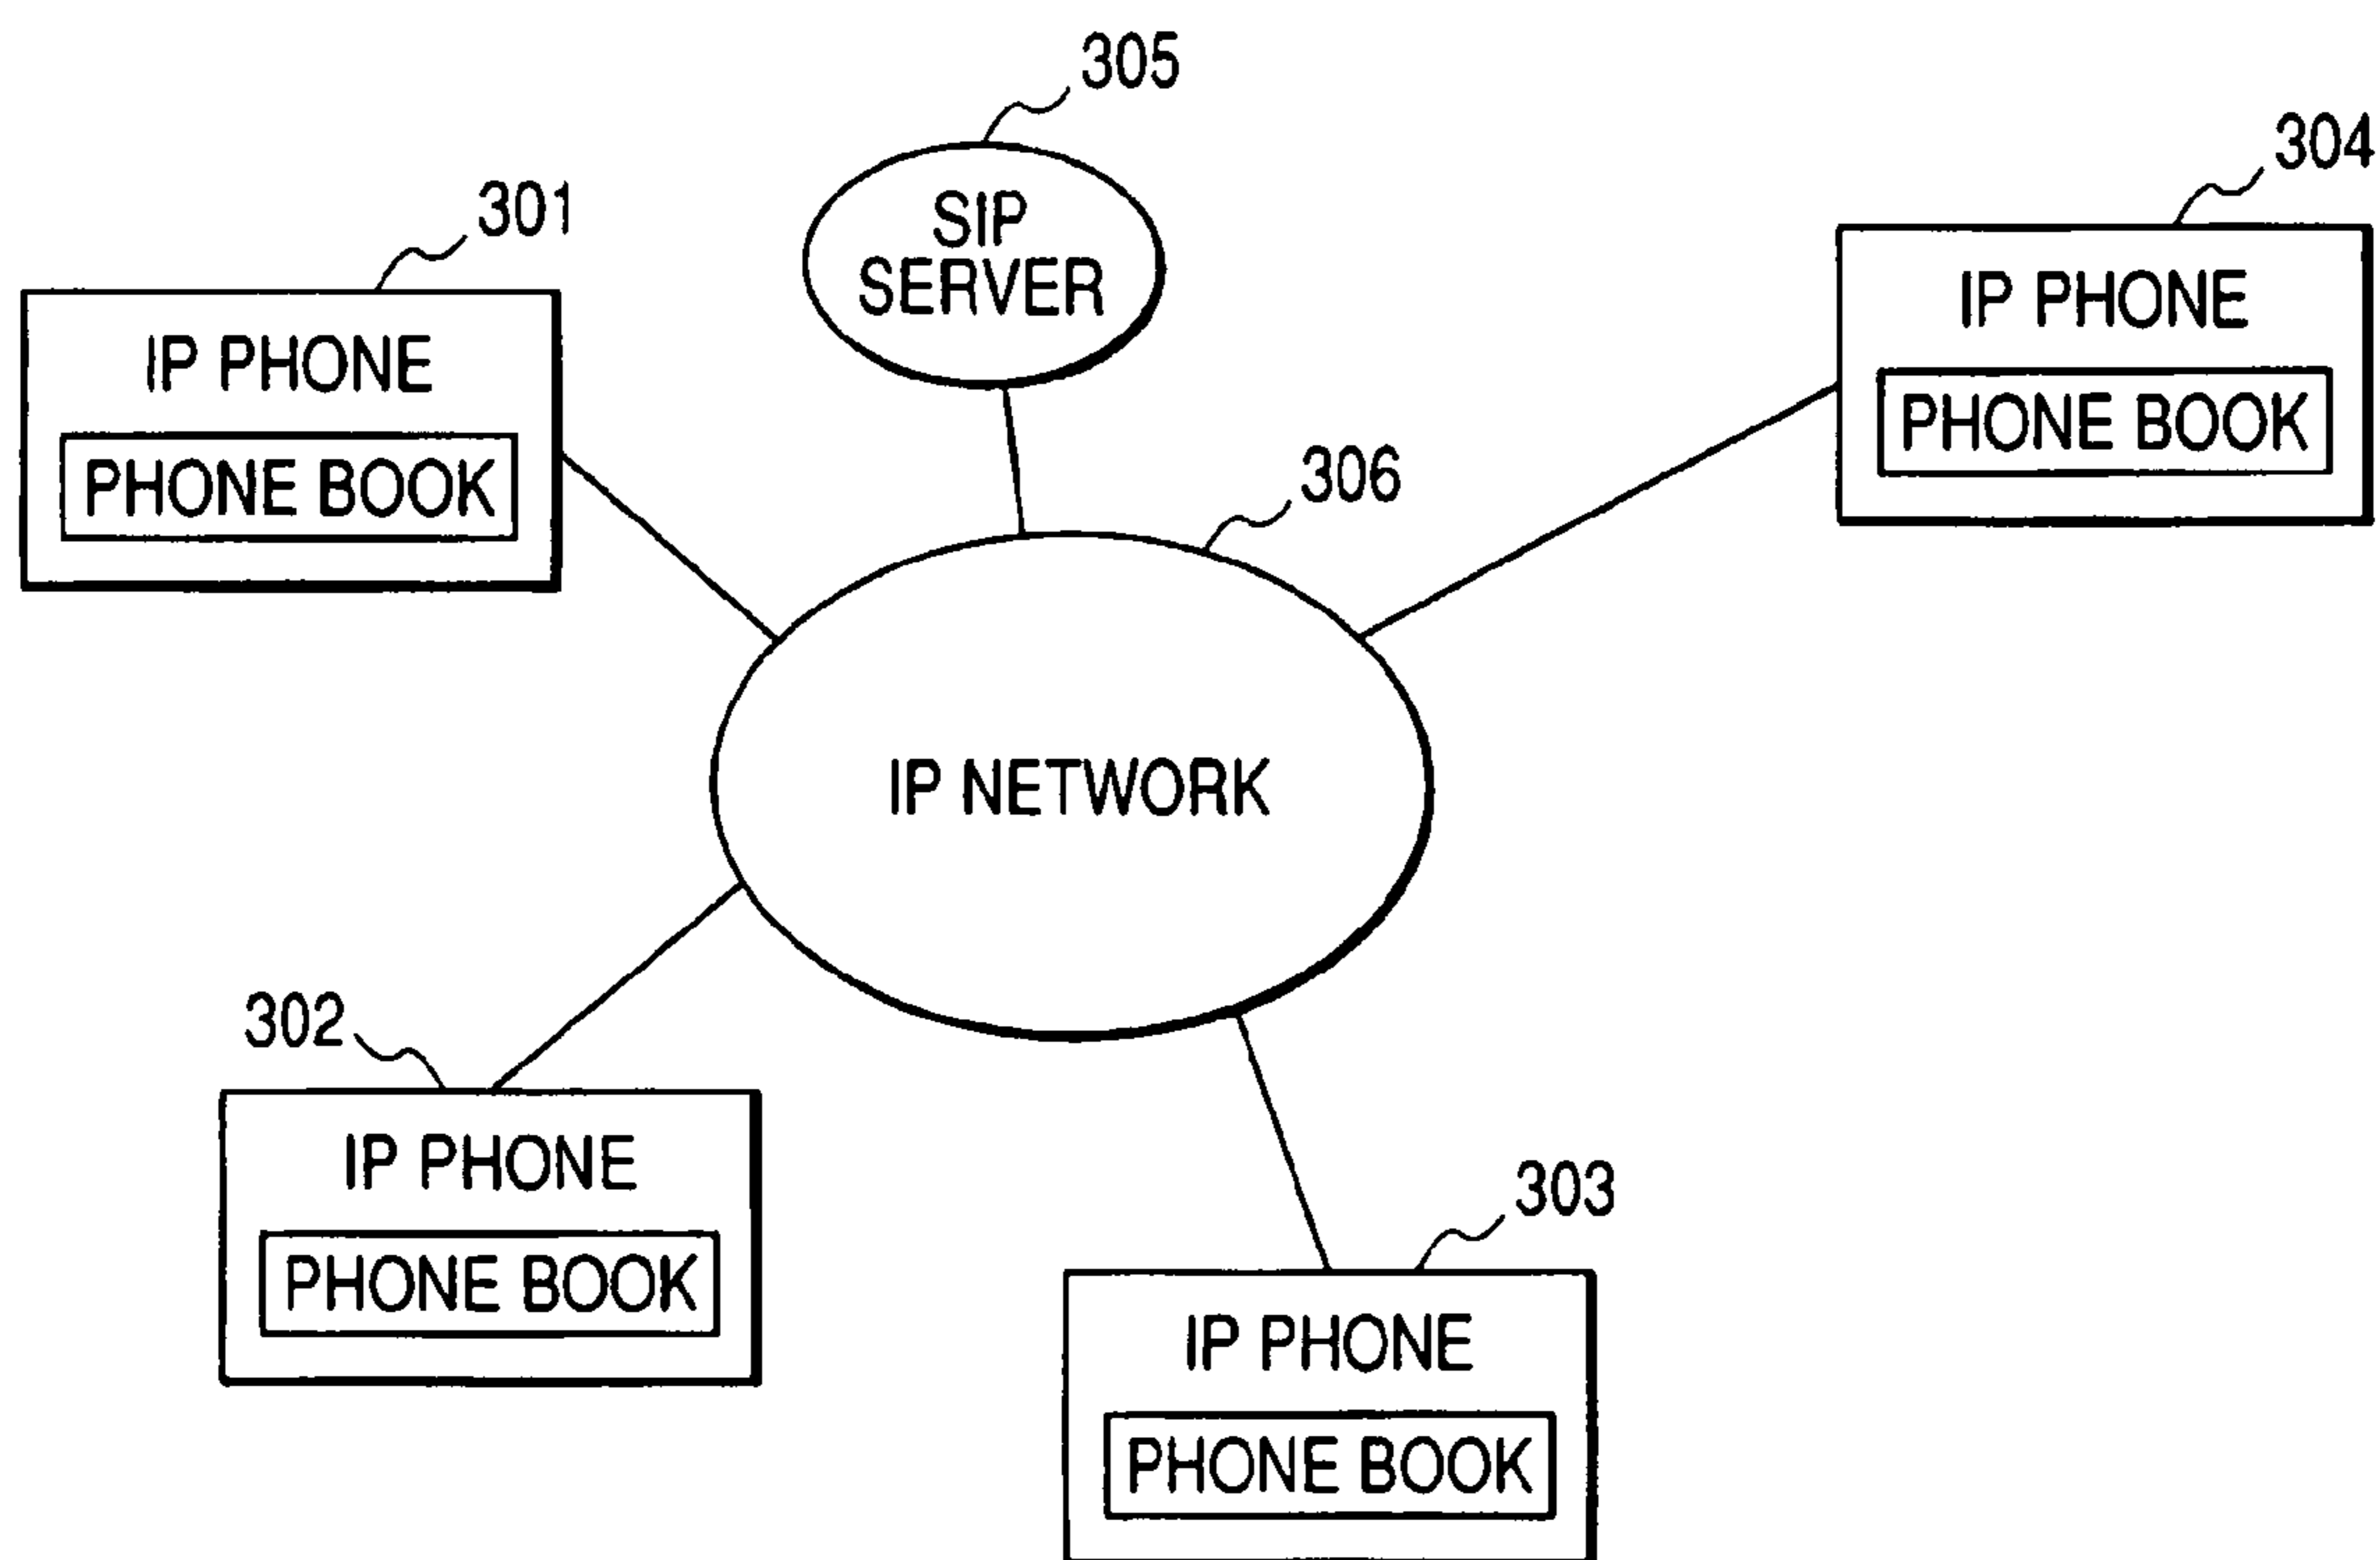 305
304
301
SIP
SERVER
IP PHONE
IP PHONE
PHONE BOOK
PHONE BOOK
306
IP NETWORK
302
IP PHONE
303
PHONE BOOK
IP PHONE
PHONE BOOK